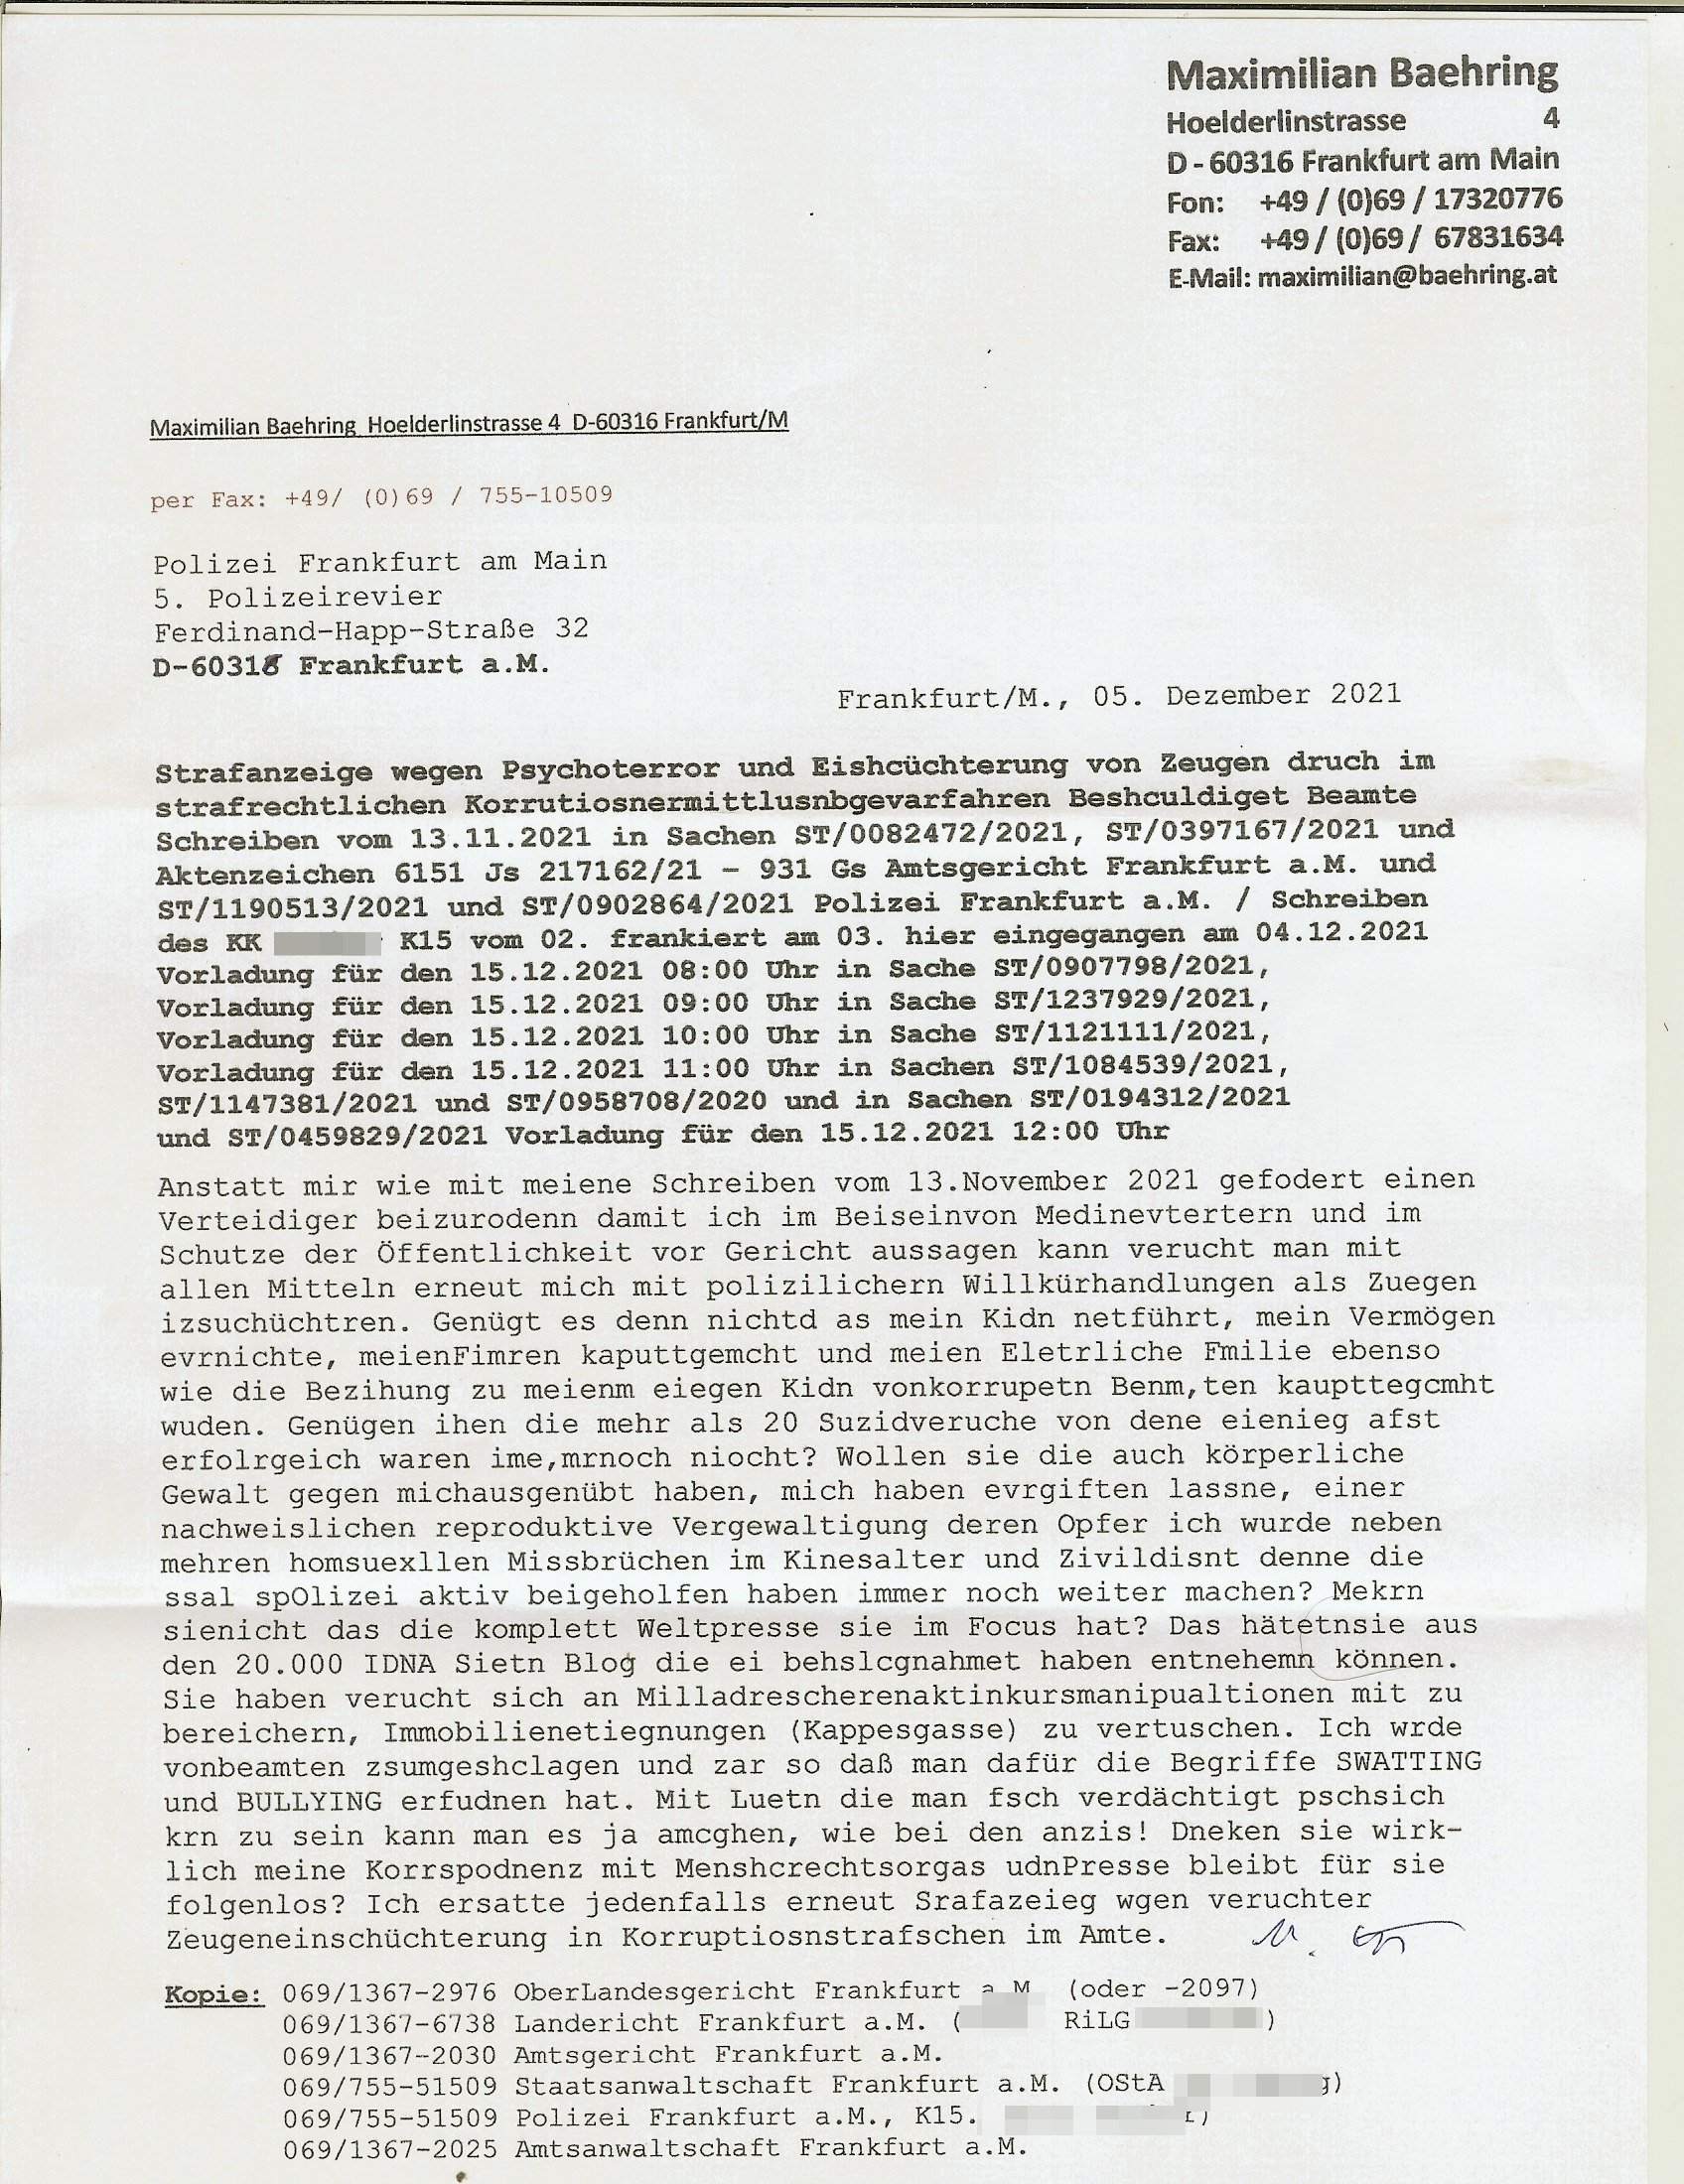 Maximilian Baehring
Hoelderlinstrasse 4
D - 60316 Frankfurt am Main
Fon: +49 / (0)69 / 17320776
Fax: +49 / (0)69 / 67831634
E-Mail: maximilian@baehring.at
Maximilian Baehring Hoelderlinstrasse 4 D-60316 Frankfurt/M
per Fax: +49/ (0)69 / 755-10509
Polizei Frankfurt am Main
5. Polizeirevier
Ferdinand-Happ-Straße 32
D-60318 Frankfurt a.M.
Frankfurt/M., 05. Dezember 2021
Strafanzeige wegen Psychoterror und Eishcüchterung von Zeugen druch im
strafrechtlichen Korrutiosnermittlusnbgevarfahren Beshculdiget Beamte
Schreiben vom 13.11.2021 in Sachen ST/0082472/2021, ST/0397167/2021 und
Aktenzeichen 6151 Js 217162/21 – 931 Gs Amtsgericht Frankfurt a.M. und
ST/1190513/2021 und ST/0902864/2021 Polizei Frankfurt a.M. / Schreiben
des KK K15 vom 02. frankiert am 03. hier eingegangen am 04.12.2021
Vorladung für den 15.12.2021 08:00 Uhr in Sache ST/0907798/2021,
Vorladung für den 15.12.2021 09:00 Uhr in Sache ST/1237929/2021,
Vorladung für den 15.12.2021 10:00 Uhr in Sache ST/1121111/2021,
Vorladung für den 15.12.2021 11:00 Uhr in Sachen ST/1084539/2021,
ST/1147381/2021 und ST/0958708/2020 und in Sachen ST/0194312/2021
und ST/0459829/2021 Vorladung für den 15.12.2021 12:00 Uhr
Anstatt mir wie mit meiene Schreiben vom 13.November 2021 gefodert einen
Verteidiger beizurodenn damit ich im Beiseinvon Medinevtertern und im
Schutze der Öffentlichkeit vor Gericht aussagen kann verucht man mit
allen Mitteln erneut mich mit polizilichern Willkürhandlungen als Zuegen
izsuchüchtren. Genügt es denn nichtd as mein Kidn netführt, mein Vermögen
evrnichte, meienFimren kaputtgemcht und meien Eletrliche Fmilie ebenso
wie die Bezihung zu meienm eiegen Kidn vonkorrupetn Benm,ten kaupttegcmht
wuden. Genügen ihen die mehr als 20 Suzidveruche von dene eienieg afst
erfolrgeich waren ime,mrnoch niocht? Wollen sie die auch körperliche
Gewalt gegen michausgenübt haben, mich haben evrgiften lassne, einer
nachweislichen reproduktive Vergewaltigung deren Opfer ich wurde neben
mehren homsuexllen Missbrüchen im Kinesalter und Zivildisnt denne die
ssal spOlizei aktiv beigeholfen haben immer noch weiter machen? Mekrn
sienicht das die komplett Weltpresse sie im Focus hat? Das hätetnsie aus
den 20.000 IDNA Sietn Blog die ei behslcgnahmet haben entnehemn können.
Sie haben verucht sich an Milladrescherenaktinkursmanipualtionen mit zu
bereichern, Immobilienetiegnungen (Kappesgasse) zu vertuschen. Ich wrde
vonbeamten zsumgeshclagen und zar so daß man dafür die Begriffe SWATTING
und BULLYING erfudnen hat. Mit Luetn die man fsch verdächtigt pschsich
krn zu sein kann man es ja amcghen, wie bei den anzis! Dneken sie wirk-
lich meine Korrspodnenz mit Menshcrechtsorgas udnPresse bleibt für sie
folgenlos? Ich ersatte jedenfalls erneut Srafazeieg wgen veruchter
Zeugeneinschüchterung in Korruptiosnstrafschen im Amte.
Kopie: 069/1367-2976 OberLandesgericht Frankfurt a M (oder -2097)
069/1367-6738 Landericht Frankfurt a.M. ( RiLG )
069/1367-2030 Amtsgericht Frankfurt a.M.
069/755-51509 Staatsanwaltschaft Frankfurt a.M. (OStA )
069/755-51509 Polizei Frankfurt a.M., K15. )
069/1367-2025 Amtsanwaltschaft Frankfurt a.M.